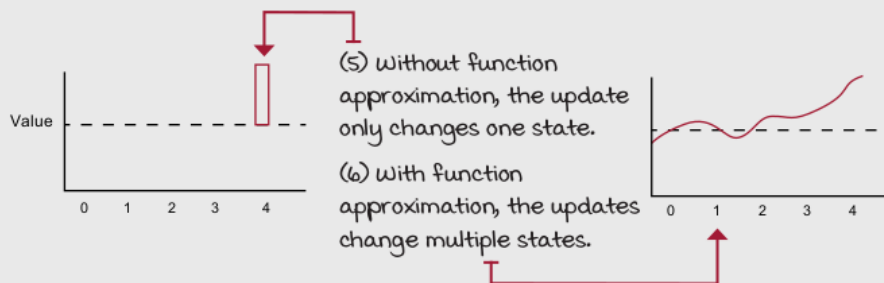 (5) Without function
approximation, the update
only changes one state.
Value
0 1 2 3 4
(6) With function
approximation, the updates
change multiple states.
0 1 2 3 4